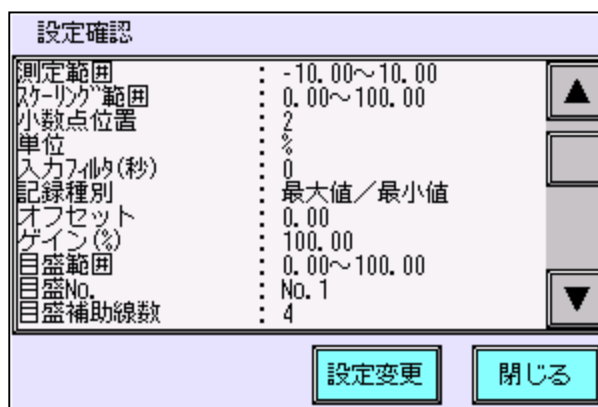 設定確認
測定範囲 : -10.00～10.00
ｽｹｰﾘﾝｸﾞ範囲 : 0.00～100.00
小数点位置 : 2
単位 : %
入力ﾌｨﾙﾀ(秒) : 0
記録種別 : 最大値／最小値
オフセット : 0.00
ゲイン(%) : 100.00
目盛範囲 : 0.00～100.00
目盛No. : No.1
目盛補助線数 : 4
▲
▼
設定変更 閉じる